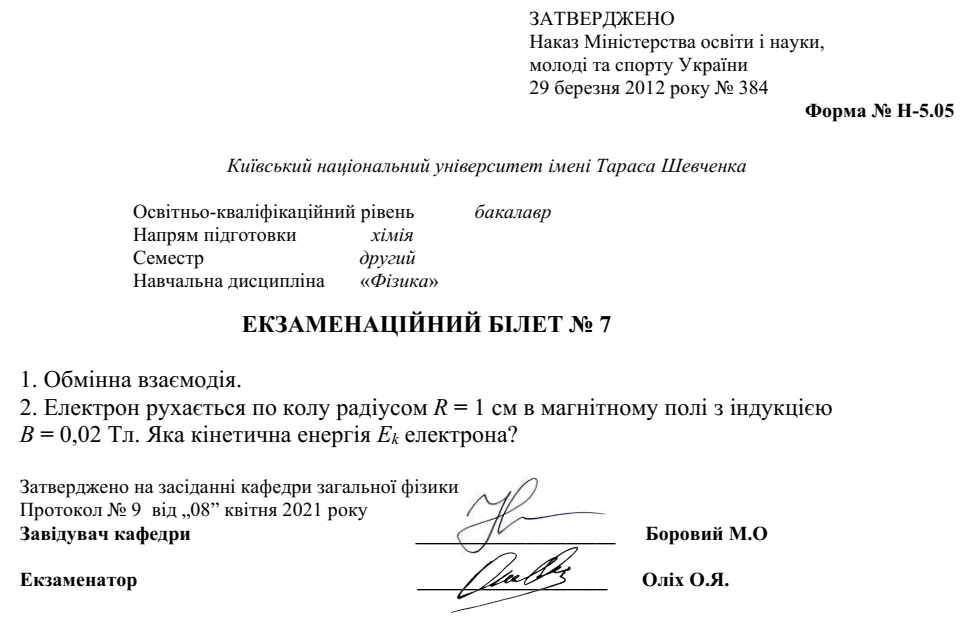 ЗАТВЕРДЖЕНО
Наказ Міністерства освіти і науки,
молоді та спорту України
29 березня 2012 року № 384
Форма № Н-5.05
Київський національний університет імені Тараса Шевченка
Освітньо-кваліфікаційний рівень бакалавр
Напрям підготовки хімія
Семестр другий
Навчальна дисципліна «Фізика»
ЕКЗАМЕНАЦІЙНИЙ БІЛЕТ № 7
1. Обмінна взаємодія.
2. Електрон рухається по колу радіусом R = 1 см в магнітному полі з індукцією
B = 0,02 Тл. Яка кінетична енергія Ek електрона?
Затверджено на засіданні кафедри загальної фізики
Протокол № 9 від „08” квітня 2021 року
Завідувач кафедри ____________________ Боровий М.О
Екзаменатор ____________________ Оліх О.Я.